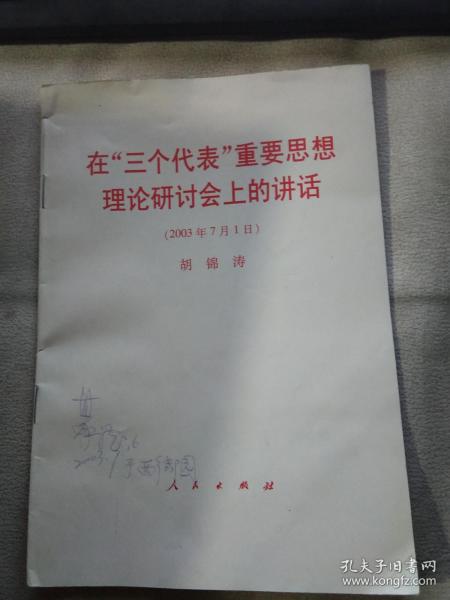 在“三个代表”重要思想
理论研讨会上的讲话
(2003年7月1日)
胡锦涛
人民出版社
孔夫子旧书网
www.kongfz.com